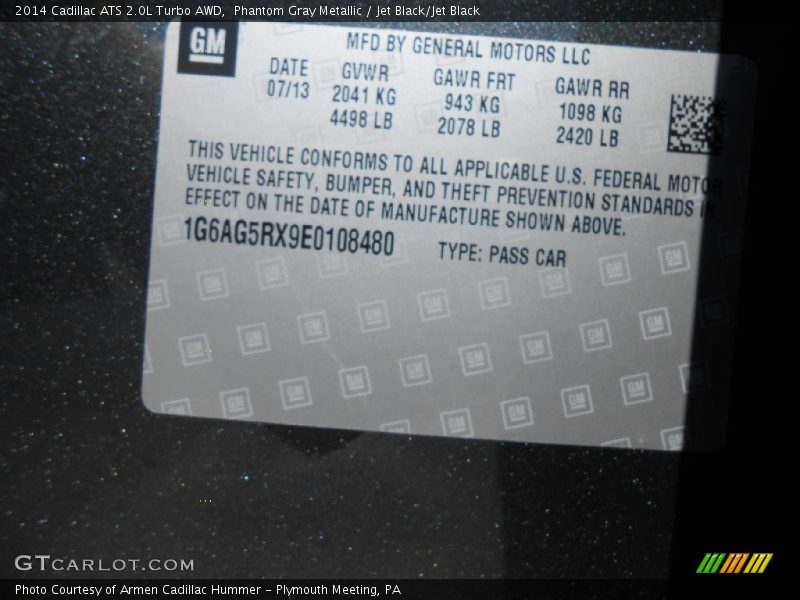 2014 Cadillac ATS 2.0L Turbo AWD,  Phantom Gray Metallic / Jet Black/Jet Black
GM
MFD BY GENERAL MOTORS LLC
DATE GVWR GAWR FRT GAWR RR
07/13 2041 KG 943 KG 1098 KG
4498 LB 2078 LB 2420 LB
THIS VEHICLE CONFORMS TO ALL APPLICABLE U.S. FEDERAL MOTOR
VEHICLE SAFETY, BUMPER, AND THEFT PREVENTION STANDARDS IN
EFFECT ON THE DATE OF MANUFACTURE SHOWN ABOVE.
1G6AG5RX9E0108480 TYPE: PASS CAR
GTCARLOT.COM
Photo Courtesy of Armen Cadillac Hummer – Plymouth Meeting, PA